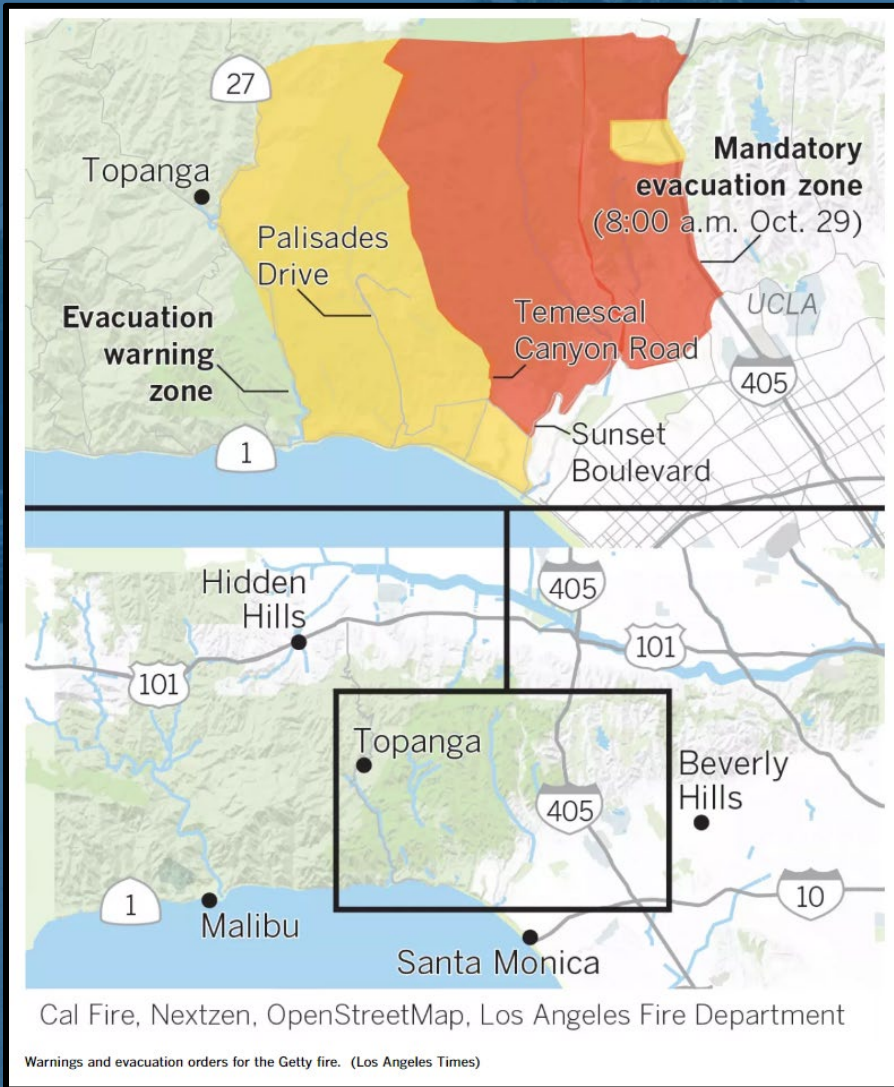 27
Topanga
Mandatory
evacuation zone
(8:00 a.m. Oct. 29)
Palisades
Drive
Evacuation
warning
zone
Temescal
Canyon Road
UCLA
405
Sunset
Boulevard
1
Hidden
Hills
405
101
101
Topanga
Beverly
Hills
405
10
1
Malibu
Santa Monica
Cal Fire, Nextzen, OpenStreetMap, Los Angeles Fire Department
Warnings and evacuation orders for the Getty fire. (Los Angeles Times)